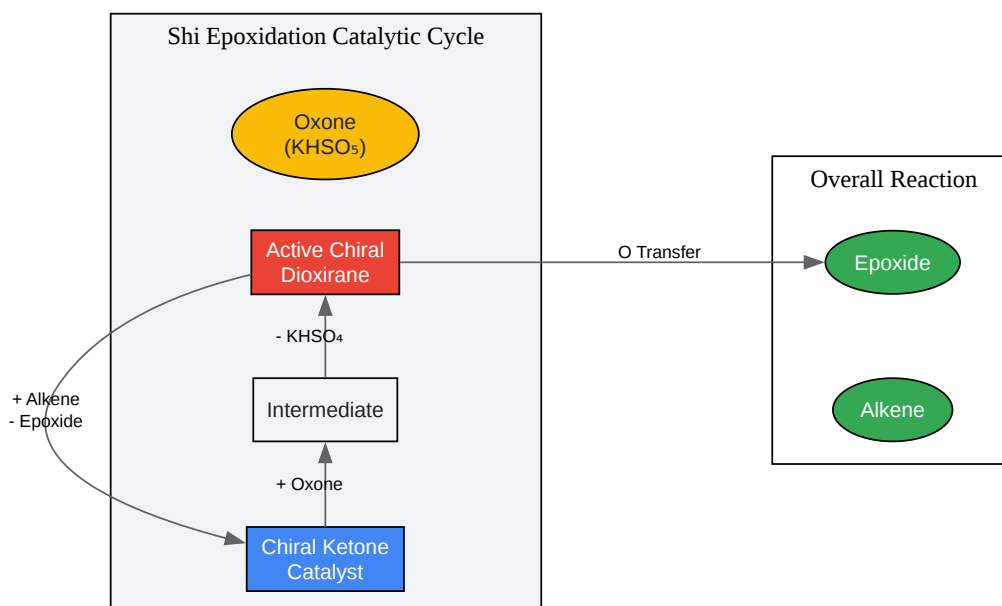 Shi Epoxidation Catalytic Cycle
Oxone
(KHSO₅)
Overall Reaction
Active Chiral
Dioxirane
O Transfer
Epoxide
- KHSO₄
+ Alkene
- Epoxide
Intermediate
Alkene
+ Oxone
Chiral Ketone
Catalyst